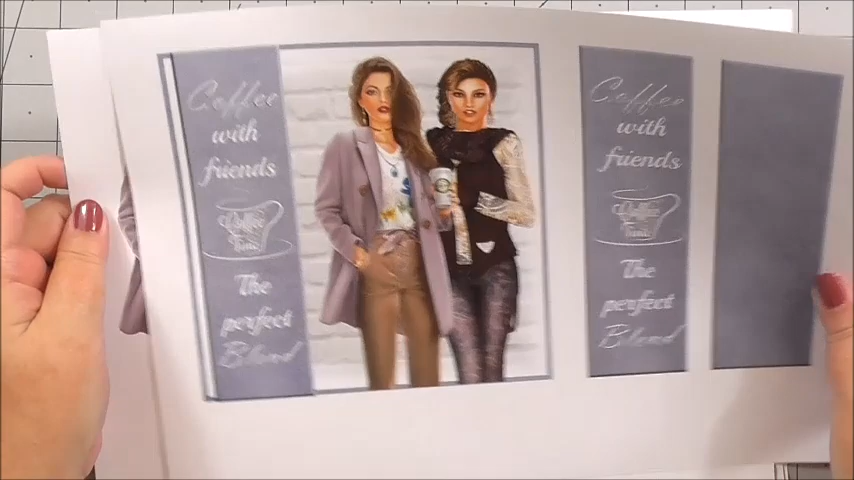 Coffee
with
friends
Coffee
Time
The
perfect
Blend
Coffee
with
friends
Coffee
Time
The
perfect
Blend